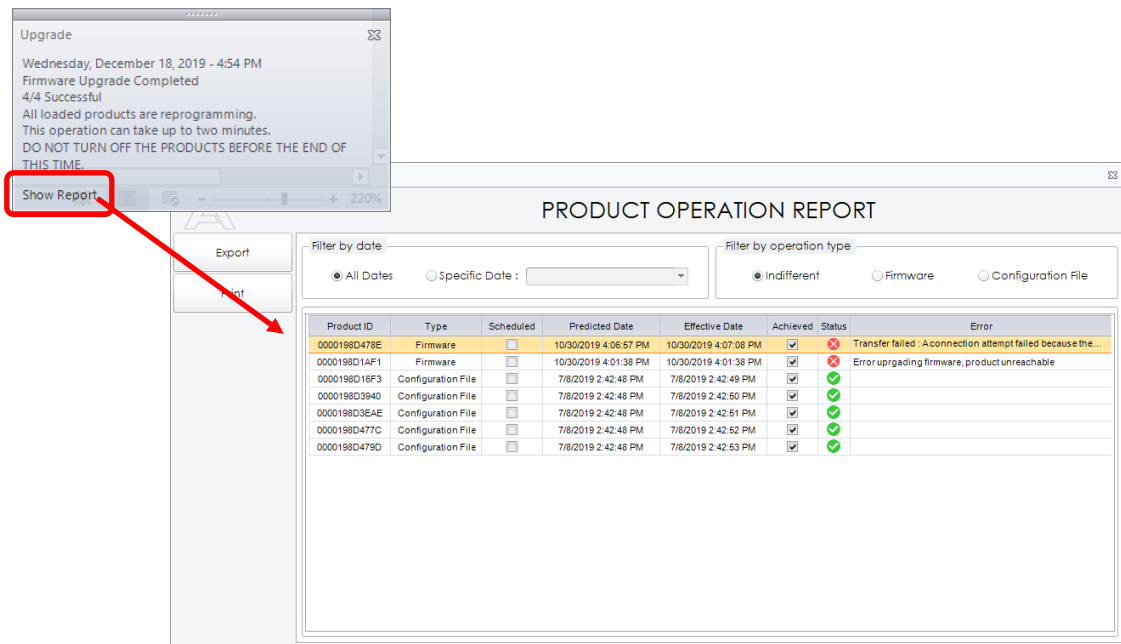 Upgrade
Wednesday, December 18, 2019 - 4:54 PM
Firmware Upgrade Completed
4/4 Successful
All loaded products are reprogramming.
This operation can take up to two minutes.
DO NOT TURN OFF THE PRODUCTS BEFORE THE END OF
THIS TIME.
Show Report
220%
PRODUCT OPERATION REPORT
Export
Print
Filter by date
All Dates
Specific Date :
Filter by operation type
Indifferent
Firmware
Configuration File
Product ID Type Scheduled Predicted Date Effective Date Achieved Status Error
0000198D478E Firmware 10/30/2019 4:06:57 PM 10/30/2019 4:07:08 PM Transfer failed : A connection attempt failed because the...
0000198D1AF1 Firmware 10/30/2019 4:01:38 PM 10/30/2019 4:01:38 PM Error uprgading firmware, product unreachable
0000198D16F3 Configuration File 7/8/2019 2:42:48 PM 7/8/2019 2:42:49 PM
0000198D3940 Configuration File 7/8/2019 2:42:48 PM 7/8/2019 2:42:50 PM
0000198D3EAE Configuration File 7/8/2019 2:42:48 PM 7/8/2019 2:42:51 PM
0000198D477C Configuration File 7/8/2019 2:42:48 PM 7/8/2019 2:42:52 PM
0000198D479D Configuration File 7/8/2019 2:42:48 PM 7/8/2019 2:42:53 PM